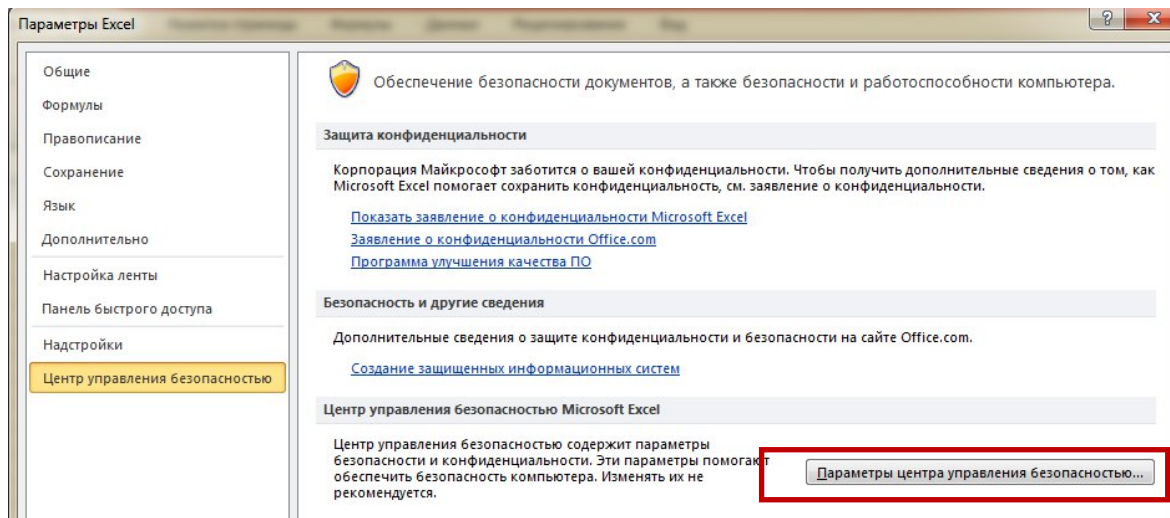 Параметры Excel
Общие
Формулы
Правописание
Сохранение
Язык
Дополнительно
Настройка ленты
Панель быстрого доступа
Надстройки
Центр управления безопасностью
Обеспечение безопасности документов, а также безопасности и работоспособности компьютера.
Защита конфиденциальности
Корпорация Майкрософт заботится о вашей конфиденциальности. Чтобы получить дополнительные сведения о том, как
Microsoft Excel помогает сохранить конфиденциальность, см. заявление о конфиденциальности.
Показать заявление о конфиденциальности Microsoft Excel
Заявление о конфиденциальности Office.com
Программа улучшения качества ПО
Безопасность и другие сведения
Дополнительные сведения о защите конфиденциальности и безопасности на сайте Office.com.
Создание защищенных информационных систем
Центр управления безопасностью Microsoft Excel
Центр управления безопасностью содержит параметры
безопасности и конфиденциальности. Эти параметры помогают
обеспечить безопасность компьютера. Изменять их не
рекомендуется.
Параметры центра управления безопасностью...